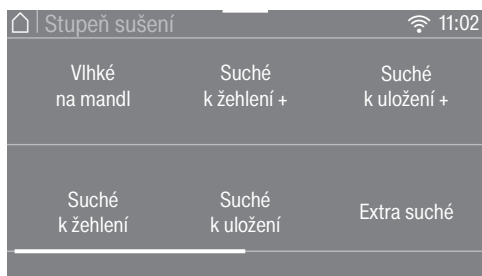 Stupeň sušení
11:02
Vlhké
na mandl
Suché
k žehlení +
Suché
k uložení +
Suché
k žehlení
Suché
k uložení
Extra suché